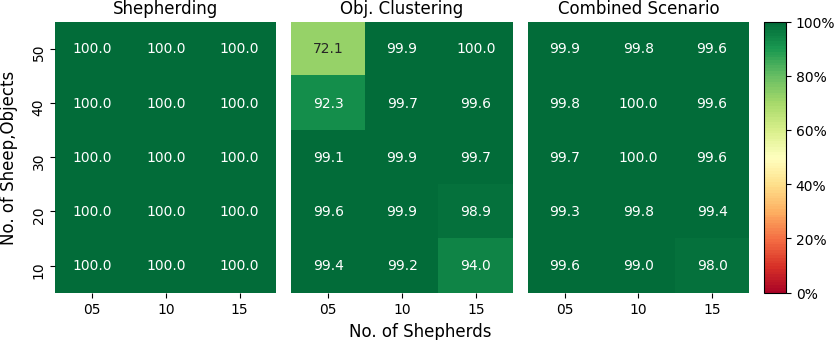 Shepherding Obj. Clustering Combined Scenario
No. of Sheep,Objects
50 100.0 100.0 100.0 72.1 99.9 100.0 99.9 99.8 99.6 100%
40 100.0 100.0 100.0 92.3 99.7 99.6 99.8 100.0 99.6 80%
30 100.0 100.0 100.0 99.1 99.9 99.7 99.7 100.0 99.6 60%
20 100.0 100.0 100.0 99.6 99.9 98.9 99.3 99.8 99.4 40%
10 100.0 100.0 100.0 99.4 99.2 94.0 99.6 99.0 98.0 20%
0%
05 10 15 05 10 15 05 10 15
No. of Shepherds